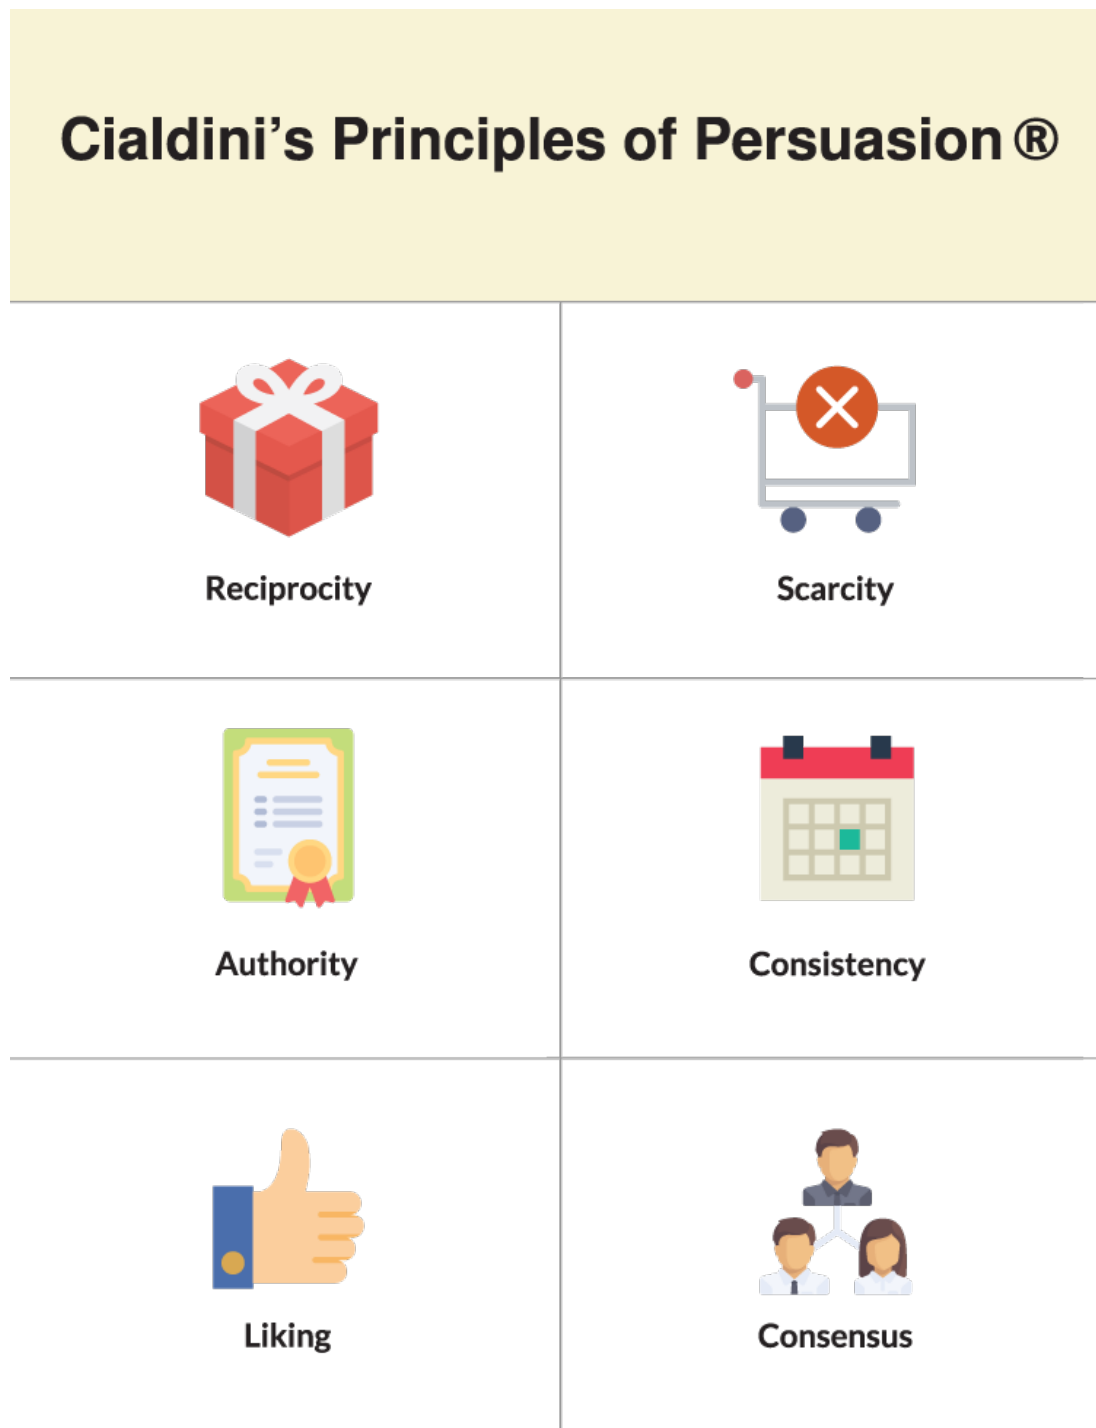 Cialdini’s Principles of Persuasion ®
Reciprocity
Scarcity
Authority
Consistency
Liking
Consensus